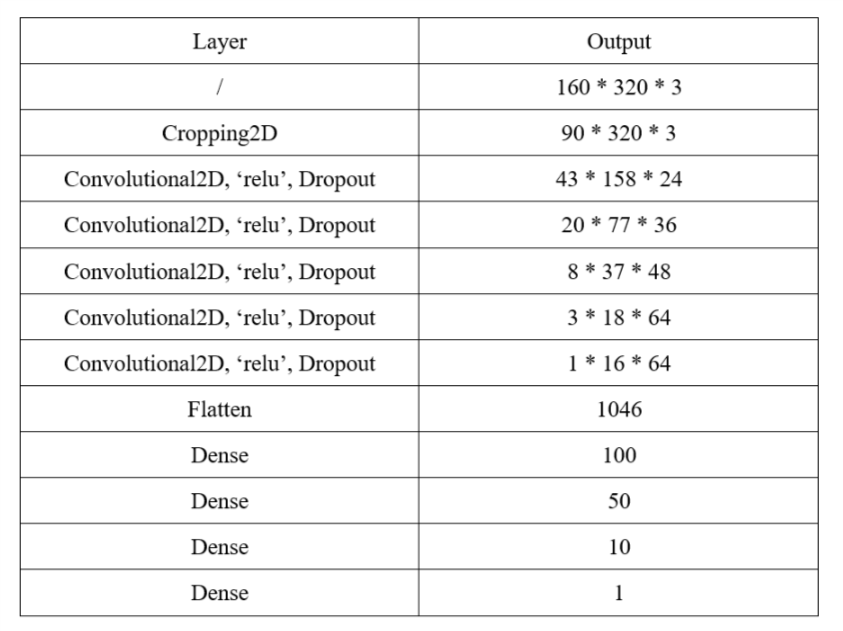 Layer Output
/ 160 * 320 * 3
Cropping2D 90 * 320 * 3
Convolutional2D, ‘relu’, Dropout 43 * 158 * 24
Convolutional2D, ‘relu’, Dropout 20 * 77 * 36
Convolutional2D, ‘relu’, Dropout 8 * 37 * 48
Convolutional2D, ‘relu’, Dropout 3 * 18 * 64
Convolutional2D, ‘relu’, Dropout 1 * 16 * 64
Flatten 1046
Dense 100
Dense 50
Dense 10
Dense 1